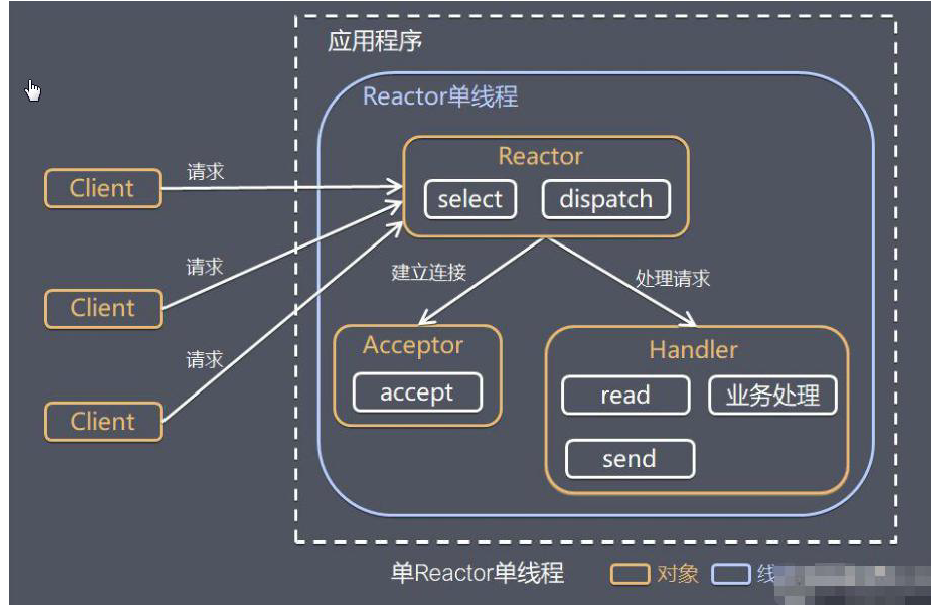 应用程序
Reactor单线程
Reactor
select
dispatch
Client
请求
Client
请求
Client
请求
建立连接
处理请求
Acceptor
accept
Handler
read
业务处理
send
单Reactor单线程
对象
线